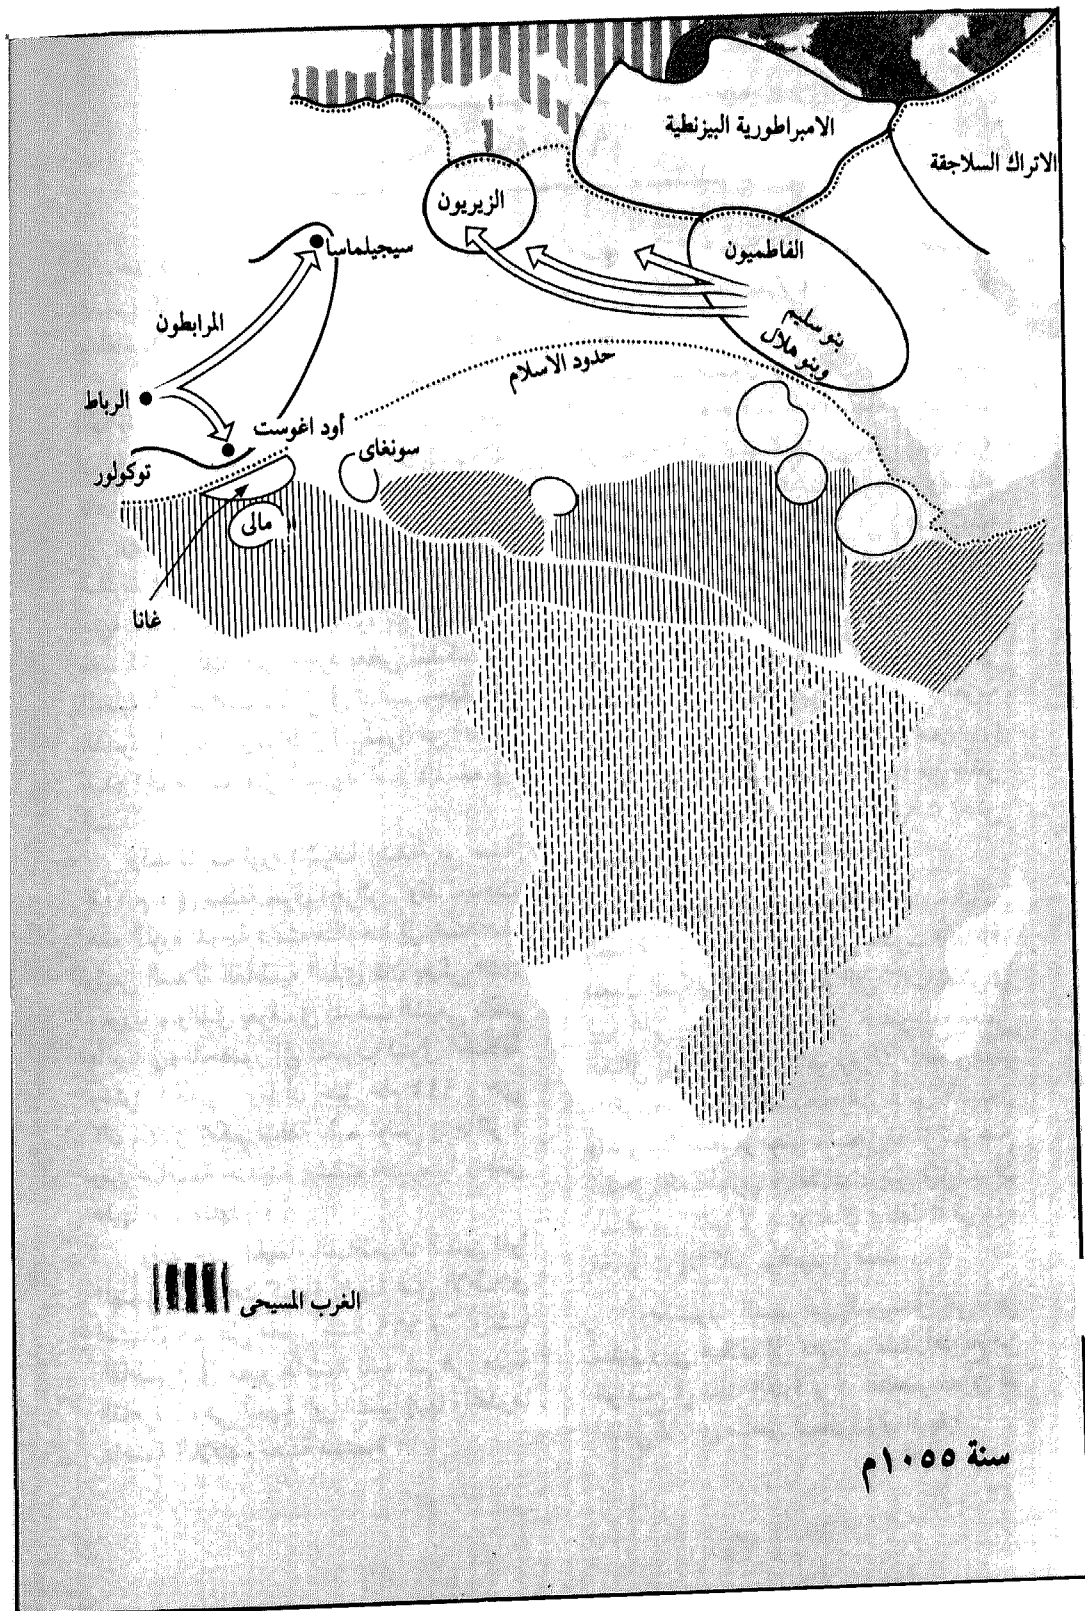 الامبراطورية البيزنطية
الاتراك السلاجقة
الزيريون
الفاطميون
سيجيلماسا
بنو سليم
وبنو هلال
المرابطون
حدود الاسلام
الرباط
أود اغوست
سونغاى
توكولور
مالى
غانا
الغرب المسيحى
سنة ١٠٥٥م